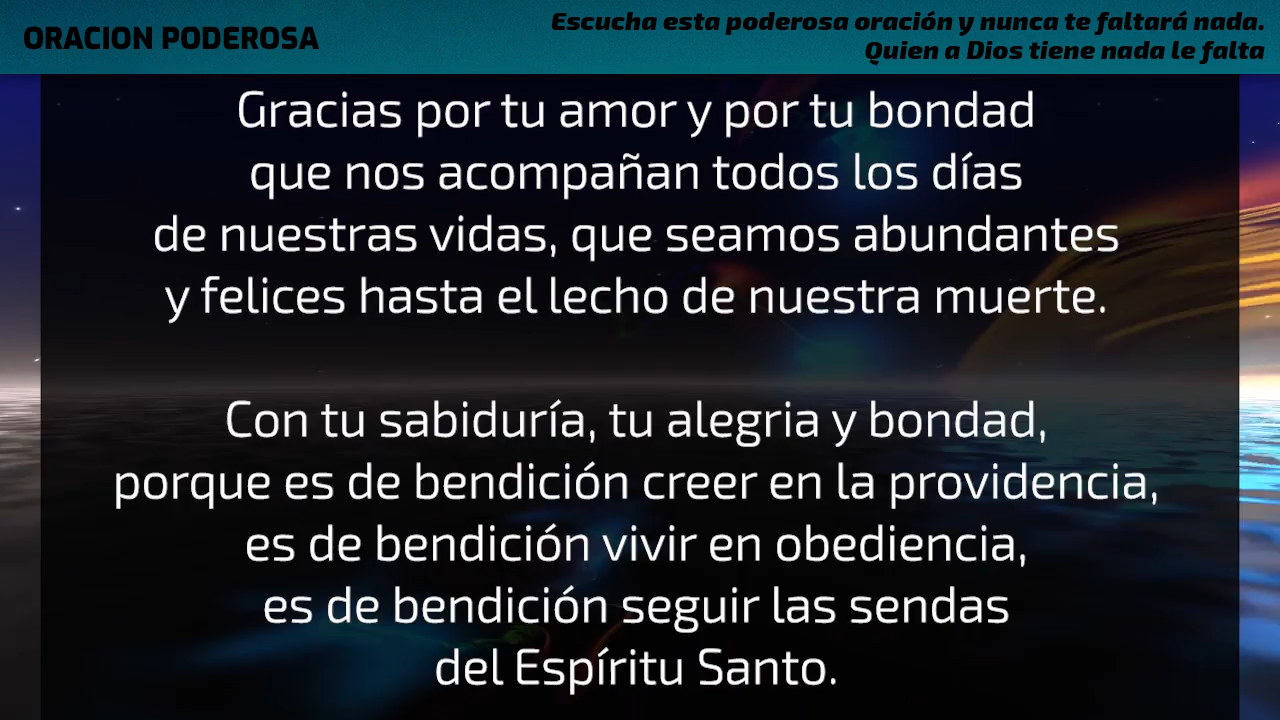 ORACION PODEROSA
Escucha esta poderosa oración y nunca te faltará nada.
Quien a Dios tiene nada le falta
Gracias por tu amor y por tu bondad
que nos acompañan todos los días
de nuestras vidas, que seamos abundantes
y felices hasta el lecho de nuestra muerte.
Con tu sabiduría, tu alegria y bondad,
porque es de bendición creer en la providencia,
es de bendición vivir en obediencia,
es de bendición seguir las sendas
del Espíritu Santo.